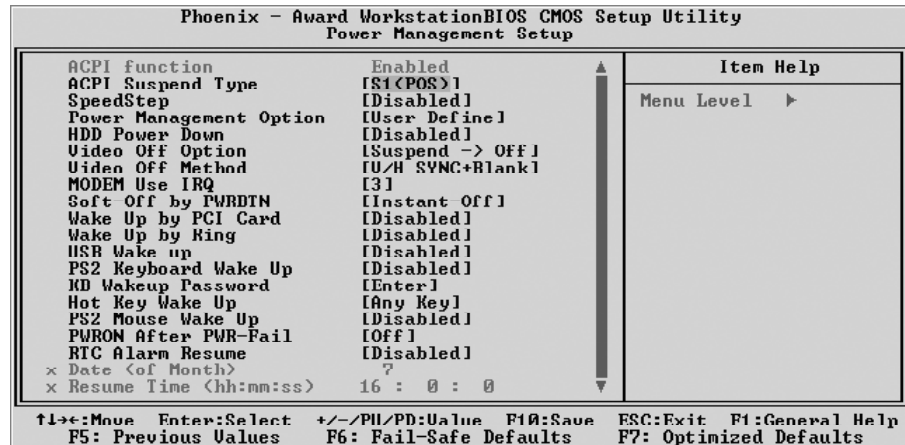 Phoenix - Award WorkstationBIOS CMOS Setup Utility
Power Management Setup
ACPI function Enabled
ACPI Suspend Type [S1(POS)]
SpeedStep [Disabled]
Power Management Option [User Define]
HDD Power Down [Disabled]
Video Off Option [Suspend -> Off]
Video Off Method [V/H SYNC+Blank]
MODEM Use IRQ [3]
Soft-Off by PWRBTN [Instant-Off]
Wake Up by PCI Card [Disabled]
Wake Up by Ring [Disabled]
USB Wake up [Disabled]
PS2 Keyboard Wake Up [Disabled]
KB Wakeup Password [Enter]
Hot Key Wake Up [Any Key]
PS2 Mouse Wake Up [Disabled]
PWRON After PWR-Fail [Off]
RTC Alarm Resume [Disabled]
x Date (of Month) 7
x Resume Time (hh:mm:ss) 16 : 0 : 0
Item Help
Menu Level ▶
↑↓→←:Move Enter:Select +/-/PU/PD:Value F10:Save ESC:Exit F1:General Help
F5: Previous Values F6: Fail-Safe Defaults F7: Optimized Defaults